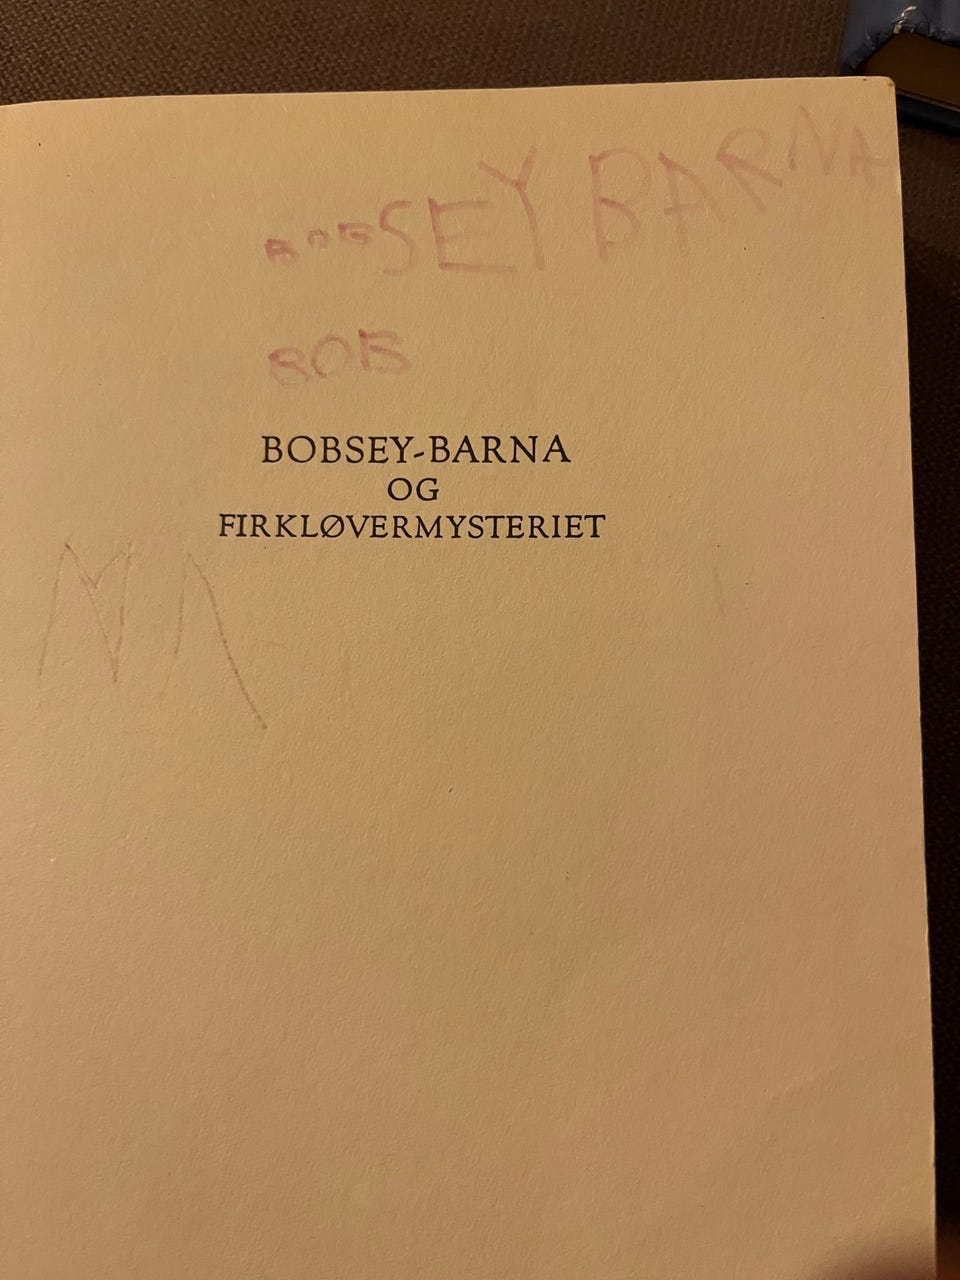 BOBSEY BARNA
BOB
BOBSEY-BARNA
OG
FIRKLØVERMYSTERIET